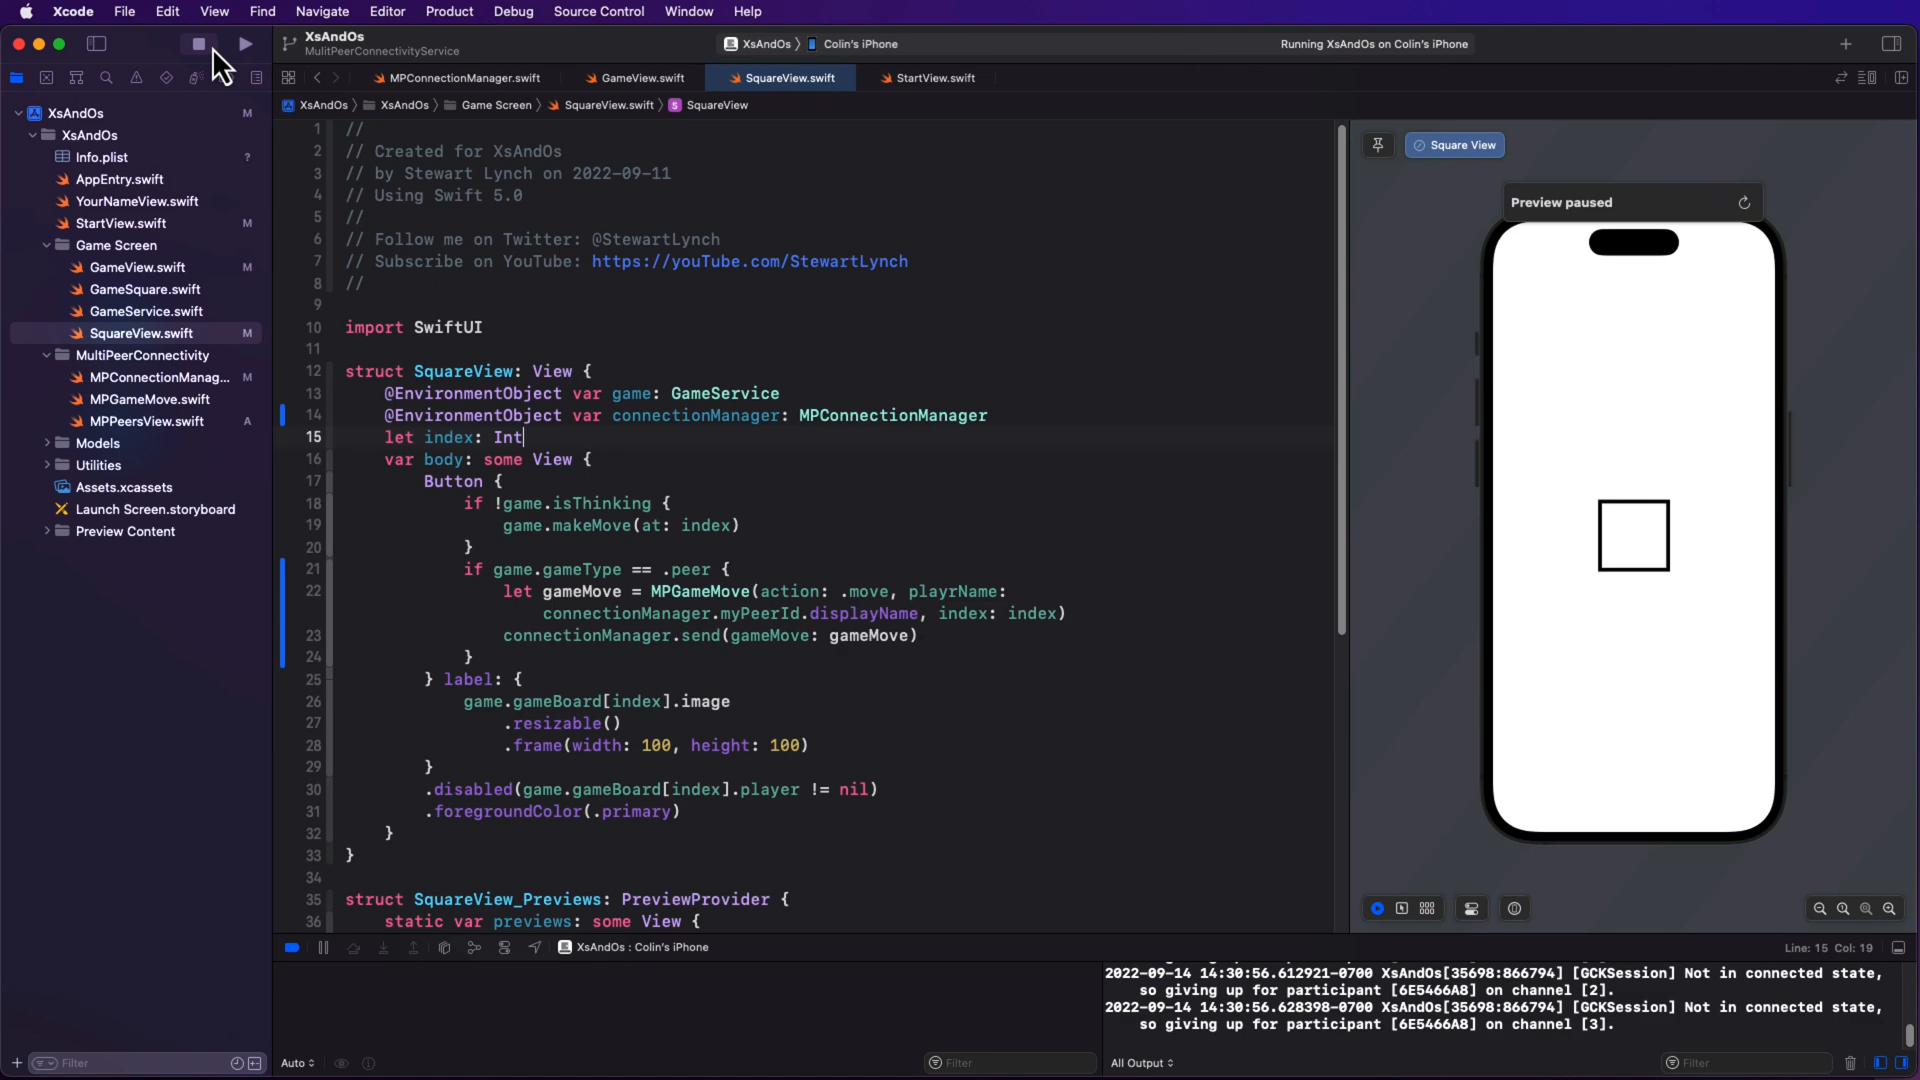 Xcode File Edit View Find Navigate Editor Product Debug Source Control Window Help
XsAndOs
MulitPeerConnectivityService
XsAndOs Colin's iPhone
Running XsAndOs on Colin's iPhone
MPConnectionManager.swift GameView.swift SquareView.swift StartView.swift
XsAndOs XsAndOs Game Screen SquareView.swift S SquareView
XsAndOs M
XsAndOs
Info.plist ?
AppEntry.swift
YourNameView.swift
StartView.swift M
Game Screen
GameView.swift M
GameSquare.swift
GameService.swift
SquareView.swift M
MultiPeerConnectivity
MPConnectionManag... M
MPGameMove.swift
MPPeersView.swift A
Models
Utilities
Assets.xcassets
Launch Screen.storyboard
Preview Content
Filter
1 //
2 // Created for XsAndOs
3 // by Stewart Lynch on 2022-09-11
4 // Using Swift 5.0
5 //
6 // Follow me on Twitter: @StewartLynch
7 // Subscribe on YouTube: https://youTube.com/StewartLynch
8 //
9
10 import SwiftUI
11
12 struct SquareView: View {
13 @EnvironmentObject var game: GameService
14 @EnvironmentObject var connectionManager: MPConnectionManager
15 let index: Int
16 var body: some View {
17 Button {
18 if !game.isThinking {
19 game.makeMove(at: index)
20 }
21 if game.gameType == .peer {
22 let gameMove = MPGameMove(action: .move, playrName:
connectionManager.myPeerId.displayName, index: index)
23 connectionManager.send(gameMove: gameMove)
24 }
25 } label: {
26 game.gameBoard[index].image
27 .resizable()
28 .frame(width: 100, height: 100)
29 }
30 .disabled(game.gameBoard[index].player != nil)
31 .foregroundColor(.primary)
32 }
33 }
34
35 struct SquareView_Previews: PreviewProvider {
36 static var previews: some View {
Square View
Preview paused
XsAndOs : Colin's iPhone
Line: 15 Col: 19
2022-09-14 14:30:56.612921-0700 XsAndOs[35698:866794] [GCKSession] Not in connected state,
so giving up for participant [6E5466A8] on channel [2].
2022-09-14 14:30:56.628398-0700 XsAndOs[35698:866794] [GCKSession] Not in connected state,
so giving up for participant [6E5466A8] on channel [3].
Auto
Filter
All Output
Filter